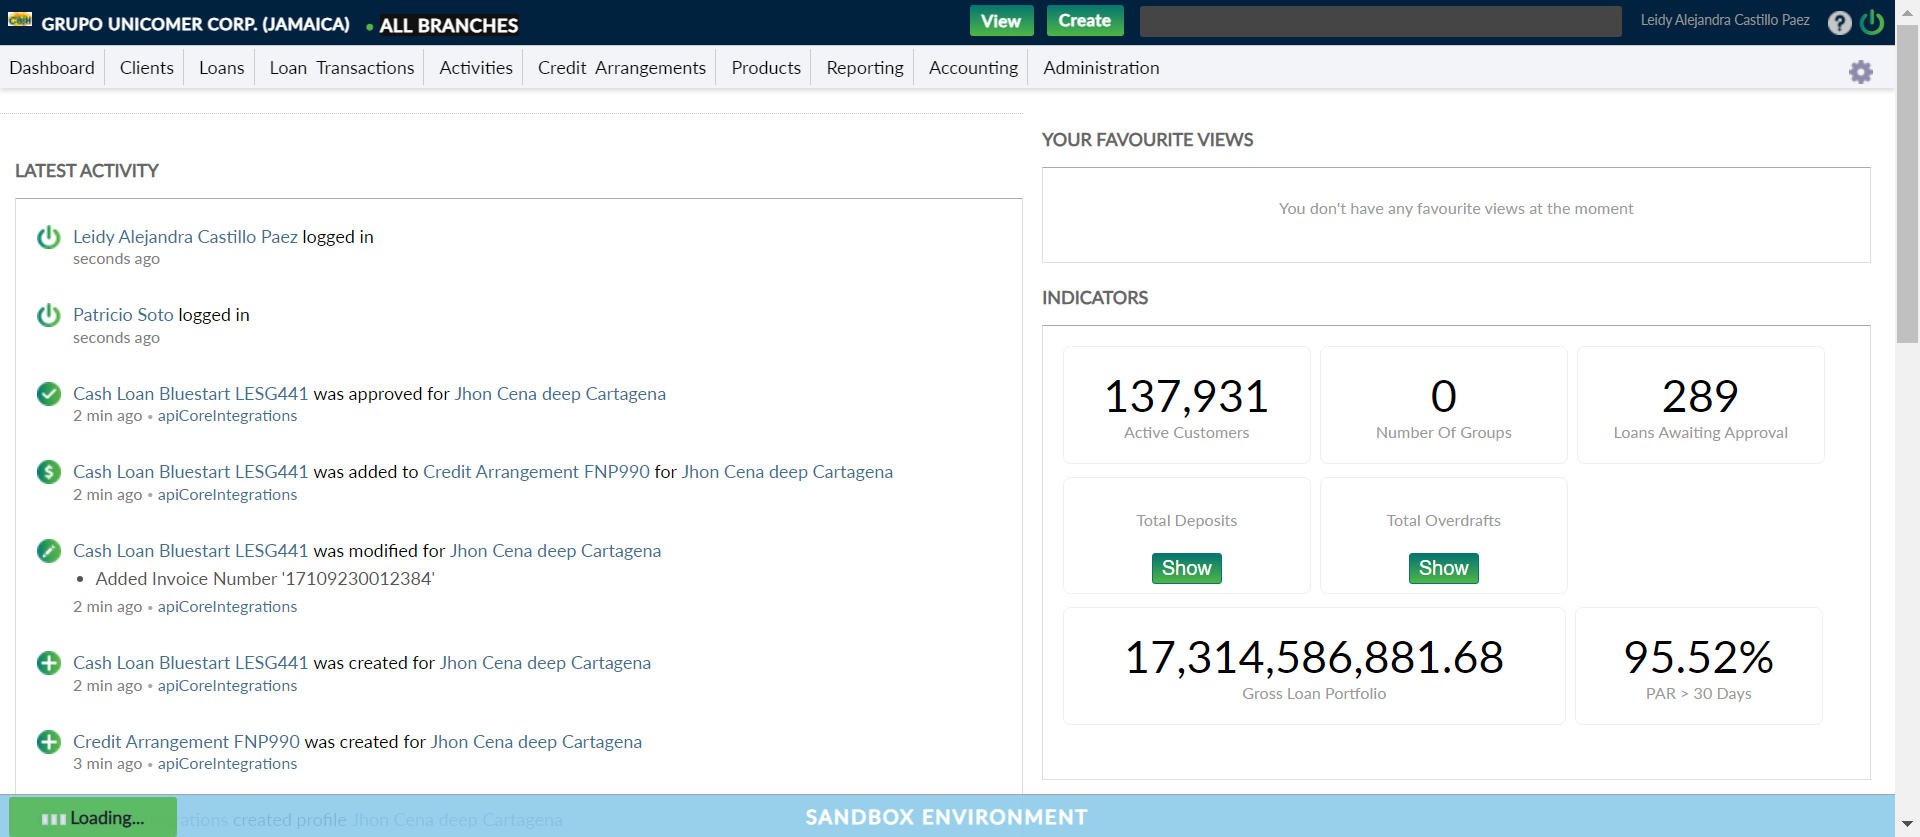 GRUPO UNICOMER CORP. (JAMAICA) • ALL BRANCHES
View
Create
Leidy Alejandra Castillo Paez
?
Dashboard Clients Loans Loan Transactions Activities Credit Arrangements Products Reporting Accounting Administration
LATEST ACTIVITY
Leidy Alejandra Castillo Paez logged in
seconds ago
Patricio Soto logged in
seconds ago
Cash Loan Bluestart LESG441 was approved for Jhon Cena deep Cartagena
2 min ago • apiCoreIntegrations
Cash Loan Bluestart LESG441 was added to Credit Arrangement FNP990 for Jhon Cena deep Cartagena
2 min ago • apiCoreIntegrations
Cash Loan Bluestart LESG441 was modified for Jhon Cena deep Cartagena
• Added Invoice Number '17109230012384'
2 min ago • apiCoreIntegrations
Cash Loan Bluestart LESG441 was created for Jhon Cena deep Cartagena
2 min ago • apiCoreIntegrations
Credit Arrangement FNP990 was created for Jhon Cena deep Cartagena
3 min ago • apiCoreIntegrations
created profile Jhon Cena deep Cartagena
YOUR FAVOURITE VIEWS
You don't have any favourite views at the moment
INDICATORS
137,931
Active Customers
0
Number Of Groups
289
Loans Awaiting Approval
Total Deposits
Show
Total Overdrafts
Show
17,314,586,881.68
Gross Loan Portfolio
95.52%
PAR > 30 Days
Loading...
SANDBOX ENVIRONMENT